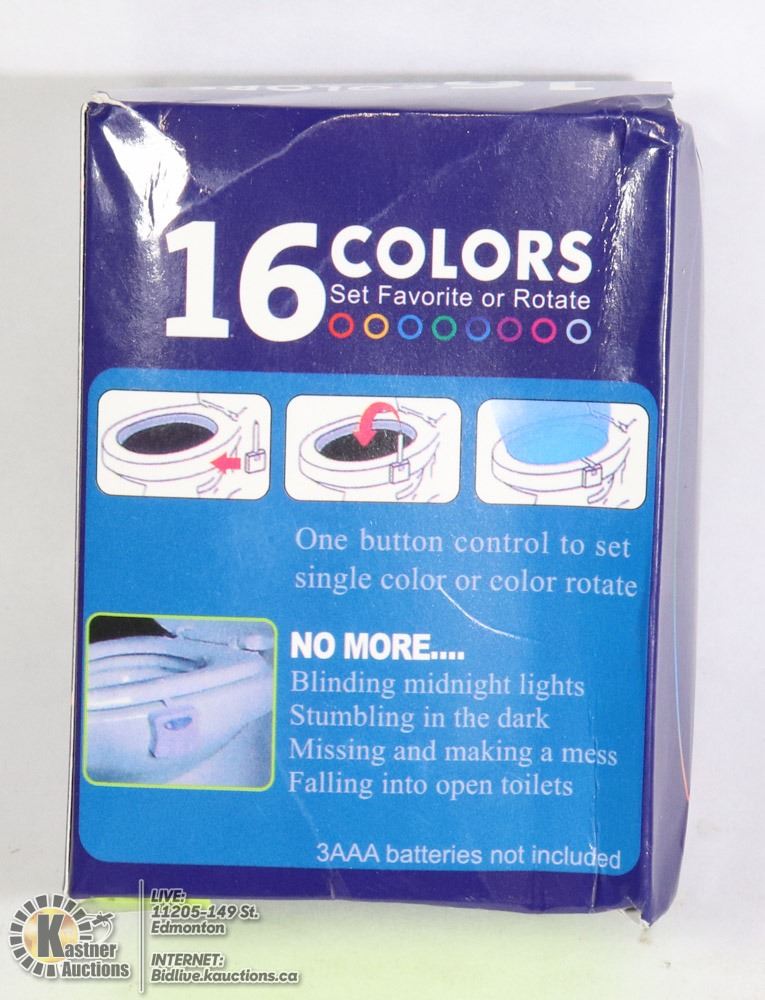 16 COLORS
Set Favorite or Rotate
One button control to set
single color or color rotate
NO MORE....
Blinding midnight lights
Stumbling in the dark
Missing and making a mess
Falling into open toilets
3AAA batteries not included
Kastner
Auctions
LIVE:
11205-149 St.
Edmonton
INTERNET:
Bidlive.kauctions.ca